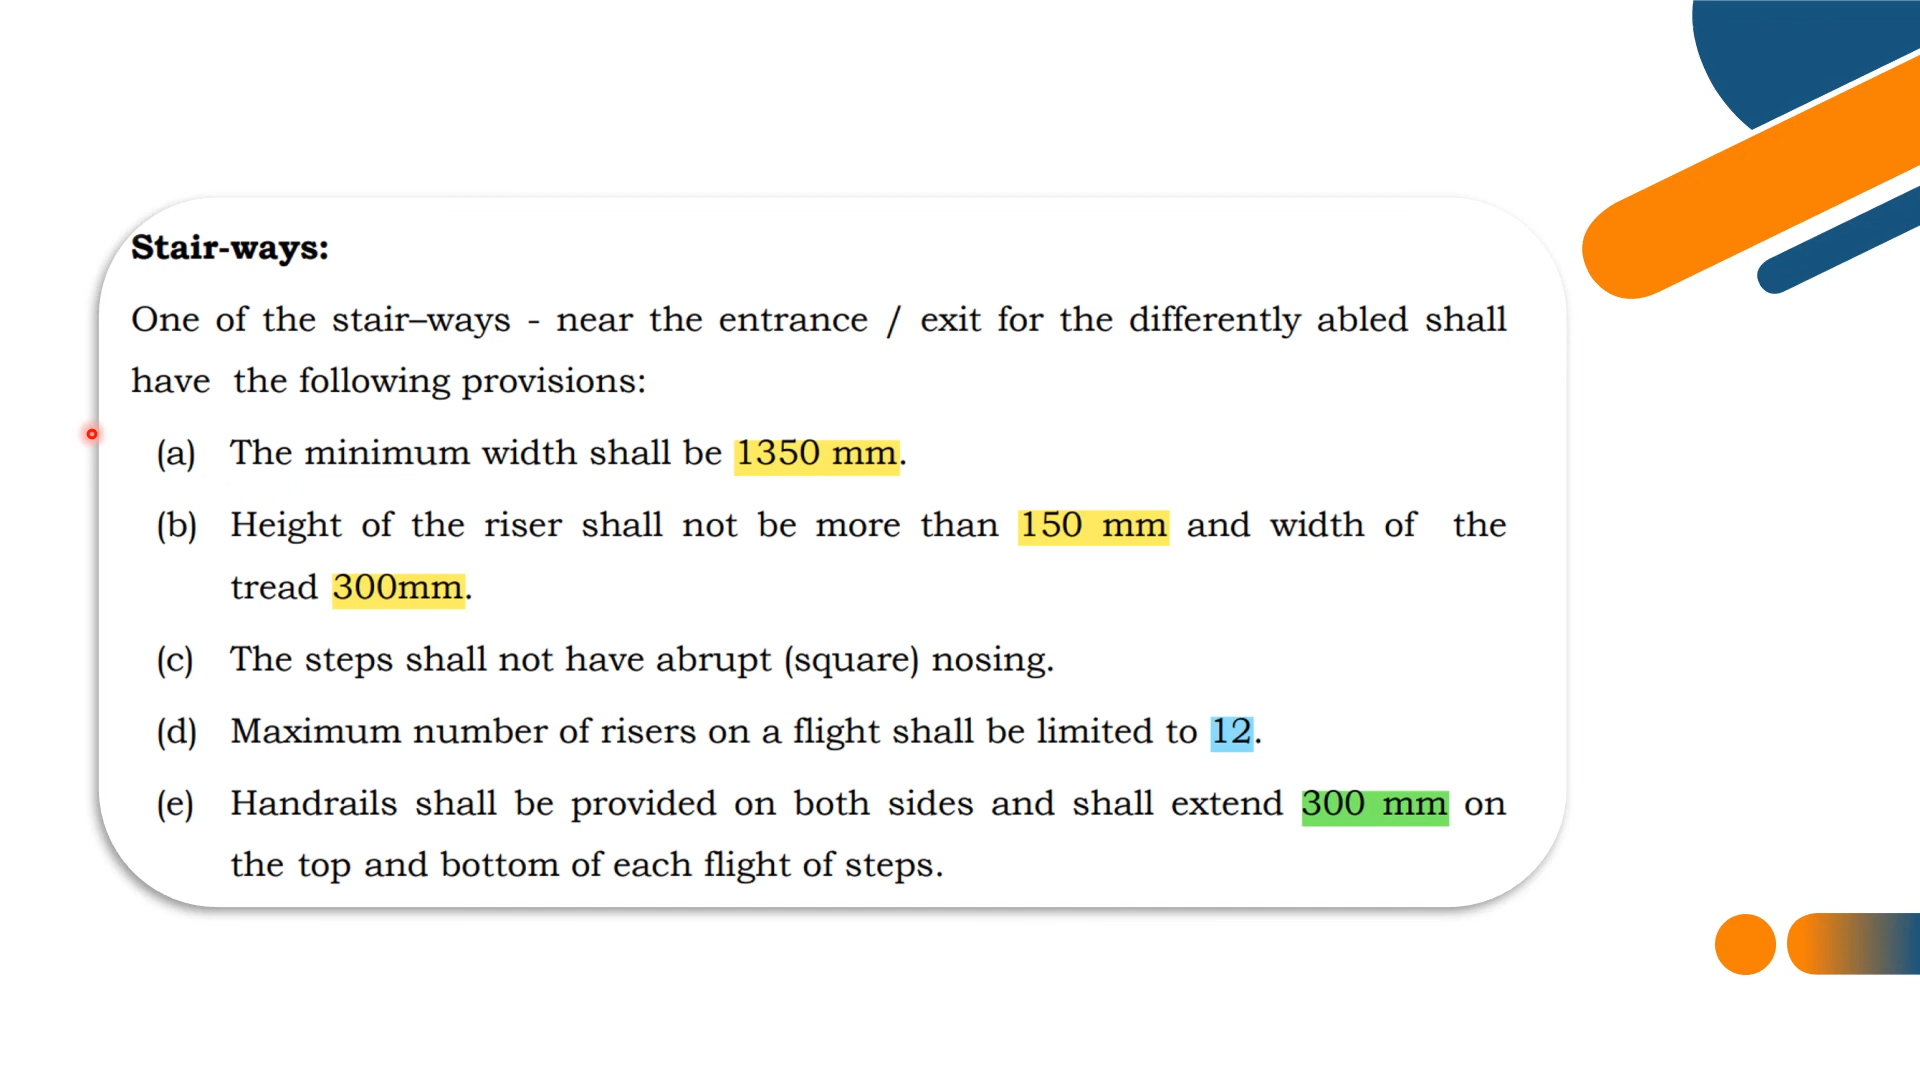 Stair-ways:
One of the stair–ways - near the entrance / exit for the differently abled shall
have the following provisions:
(a) The minimum width shall be 1350 mm.
(b) Height of the riser shall not be more than 150 mm and width of the
tread 300mm.
(c) The steps shall not have abrupt (square) nosing.
(d) Maximum number of risers on a flight shall be limited to 12.
(e) Handrails shall be provided on both sides and shall extend 300 mm on
the top and bottom of each flight of steps.